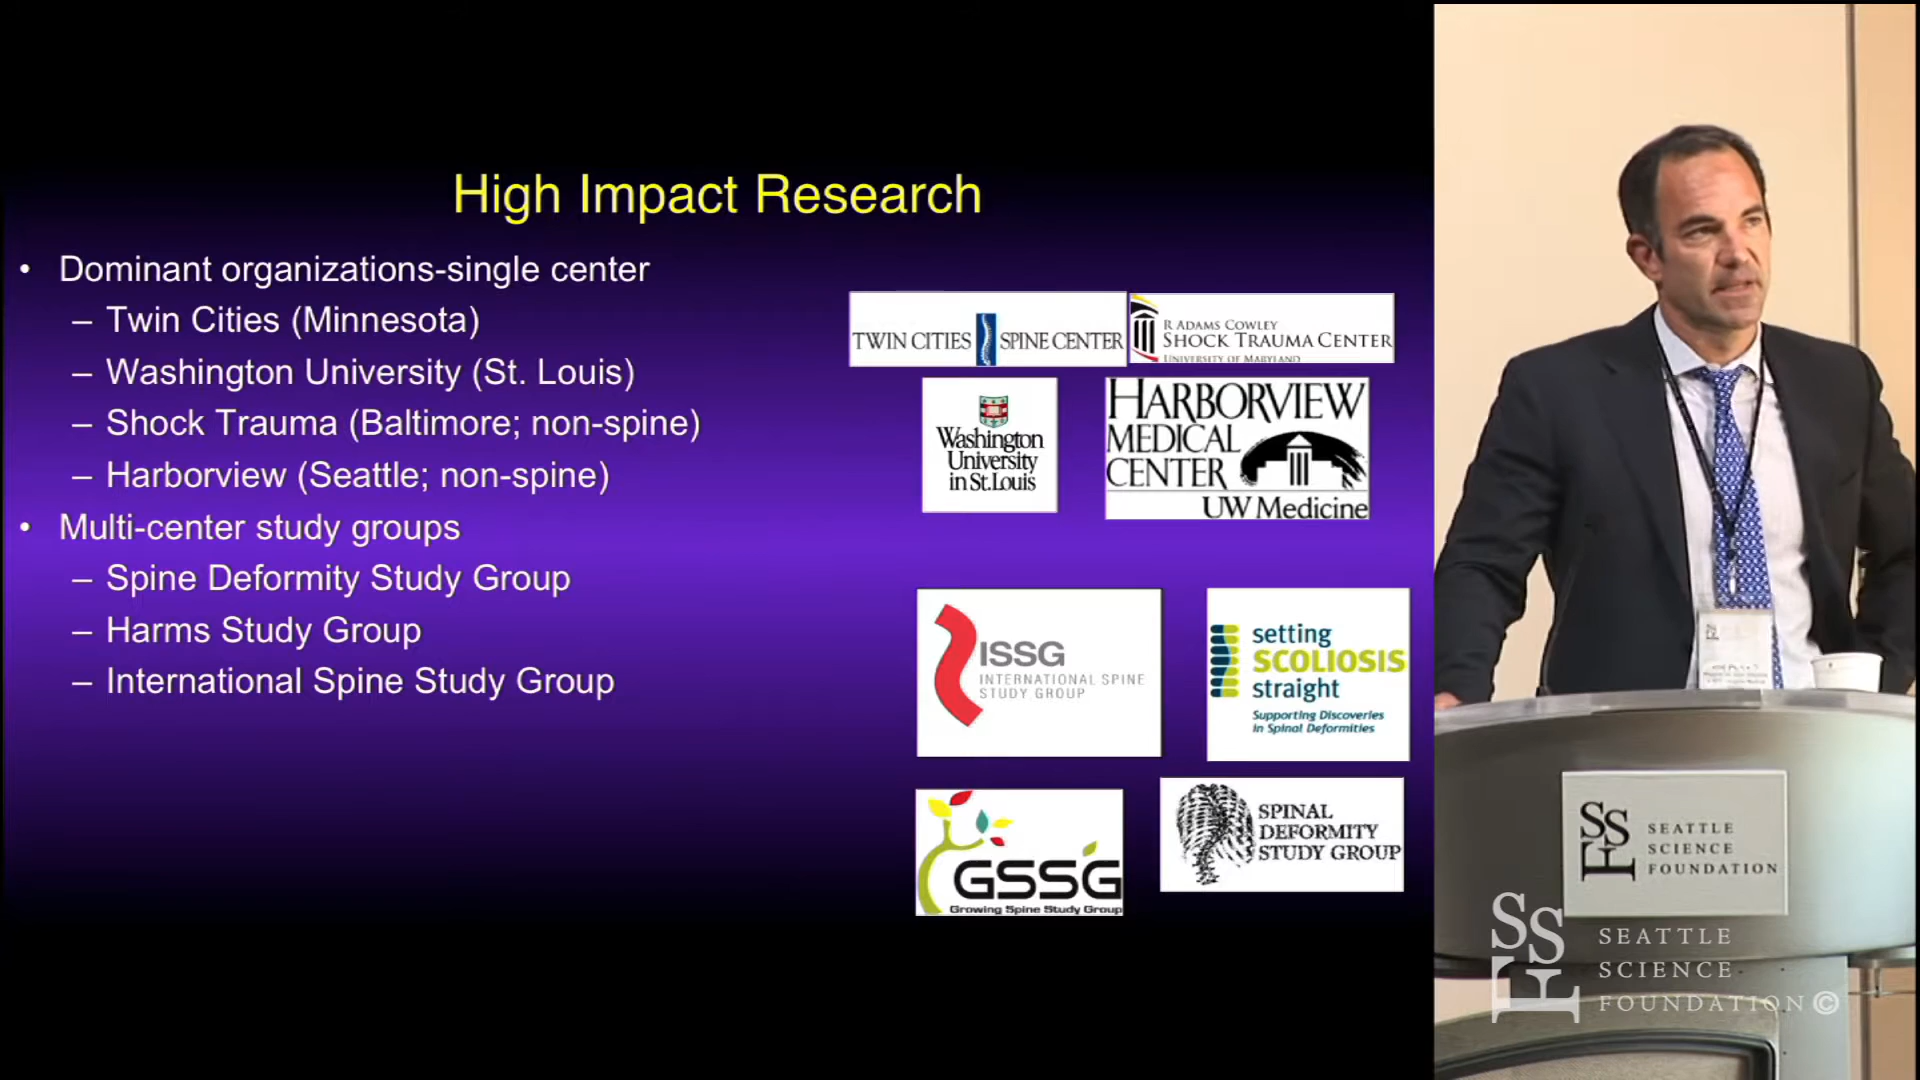 High Impact Research
• Dominant organizations-single center
– Twin Cities (Minnesota)
– Washington University (St. Louis)
– Shock Trauma (Baltimore; non-spine)
– Harborview (Seattle; non-spine)
• Multi-center study groups
– Spine Deformity Study Group
– Harms Study Group
– International Spine Study Group
TWIN CITIES SPINE CENTER
R ADAMS COWLEY
SHOCK TRAUMA CENTER
UNIVERSITY OF MARYLAND
Washington
University
in St.Louis
HARBORVIEW
MEDICAL
CENTER
UW Medicine
ISSG
INTERNATIONAL SPINE
STUDY GROUP
setting
SCOLIOSIS
straight
Supporting Discoveries
in Spinal Deformities
GSSG
Growing Spine Study Group
SPINAL
DEFORMITY
STUDY GROUP
SSF
SEATTLE
SCIENCE
FOUNDATION
SSF
SEATTLE
SCIENCE
FOUNDATION©